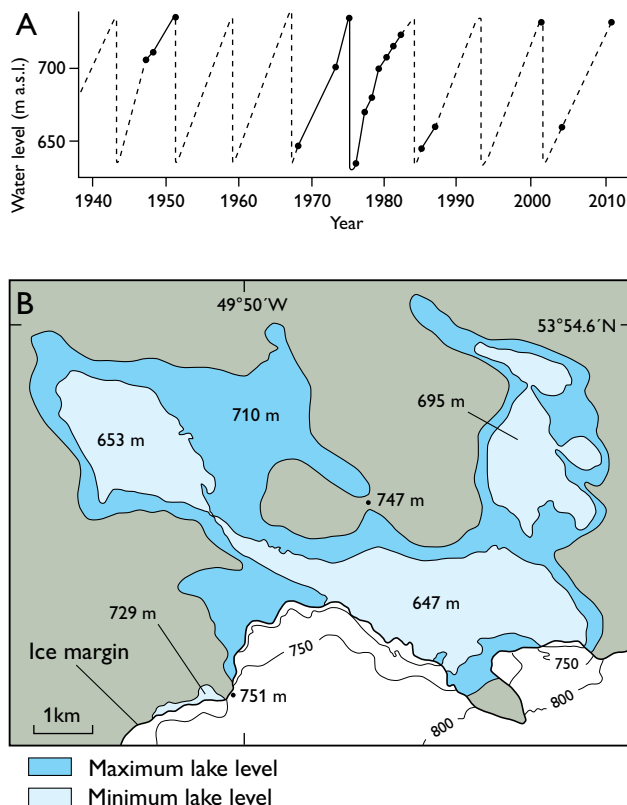 A
Water level (m a.s.l.)
700
650
1940 1950 1960 1970 1980 1990 2000 2010
Year
B
49°50´W
53°54.6´N
710 m
695 m
653 m
747 m
647 m
729 m
Ice margin
750
750
751 m
800
800
1km
Maximum lake level
Minimum lake level